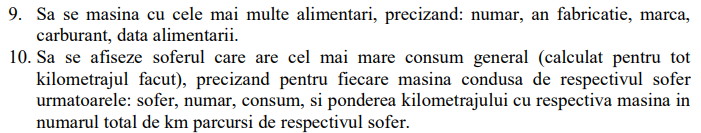 9. Sa se masina cu cele mai multe alimentari, precizand: numar, an fabricatie, marca,
carburant, data alimentarii.
10. Sa se afiseze soferul care are cel mai mare consum general (calculat pentru tot
kilometrajul facut), precizand pentru fiecare masina condusa de respectivul sofer
urmatoarele: sofer, numar, consum, si ponderea kilometrajului cu respectiva masina in
numarul total de km parcursi de respectivul sofer.